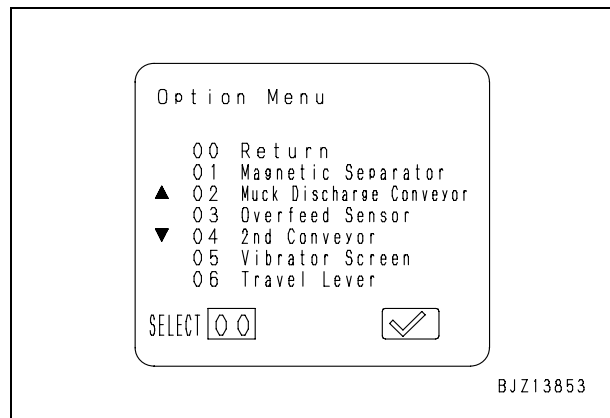 Option Menu
00 Return
01 Magnetic Separator
▲ 02 Muck Discharge Conveyor
03 Overfeed Sensor
▼ 04 2nd Conveyor
05 Vibrator Screen
06 Travel Lever
SELECT 00
BJZ13853